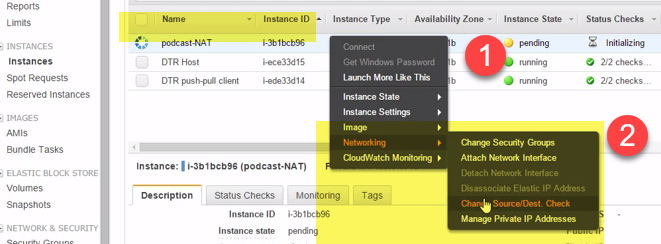 Reports
Limits
INSTANCES
Instances
Spot Requests
Reserved Instances
IMAGES
AMIs
Bundle Tasks
ELASTIC BLOCK STORE
Volumes
Snapshots
NETWORK & SECURITY
Security Groups
Name Instance ID Instance Type Availability Zone Instance State Status Checks
podcast-NAT i-3b1bcb96 1b pending Initializing
DTR Host i-ece33d15 1b running 2/2 checks...
DTR push-pull client i-ede33d14 1b running 2/2 checks...
1
Connect
Get Windows Password
Launch More Like This
Instance State
Instance Settings
Image
Networking
CloudWatch Monitoring
2
Change Security Groups
Attach Network Interface
Detach Network Interface
Disassociate Elastic IP Address
Change Source/Dest. Check
Manage Private IP Addresses
Instance: i-3b1bcb96 (podcast-NAT)
Description Status Checks Monitoring Tags
Instance ID i-3b1bcb96
Instance state pending
Public IP